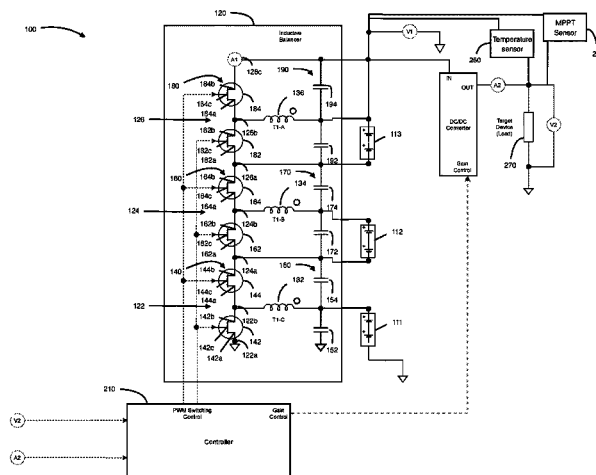 100
120
Inductive
Balancer
A1
128c
V1
Temperature
sensor
260
MPPT
Sensor
2
180
184b
184c
184a
184
190
136
194
IN
OUT
A2
126
126b
T1-A
113
DC/DC
Converter
Target
Device
(Load)
V2
270
162b
182c
182a
182
192
126a
Gain
Control
160
164b
164c
164a
164
170
134
174
124
124b
T1-B
112
162b
162c
162a
162
172
124a
140
144b
144c
144a
144
150
132
154
122
122b
T1-C
111
142b
142c
142a
142
122a
152
210
PWM Switching
Control
Gain
Control
Controller
V2
A2